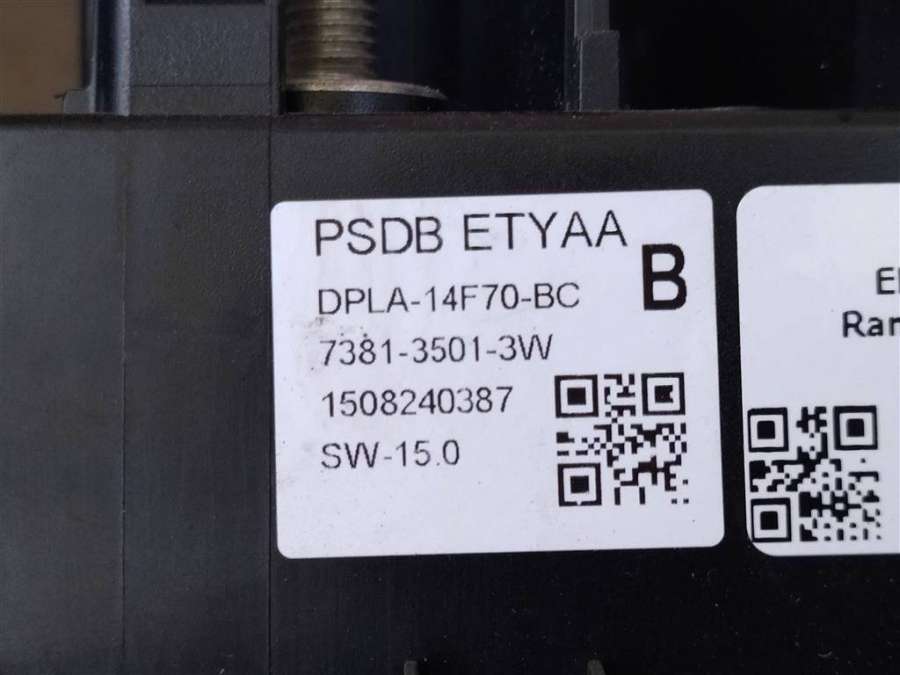 PSDB ETYAA
B
DPLA-14F70-BC
7381-3501-3W
1508240387
SW-15.0